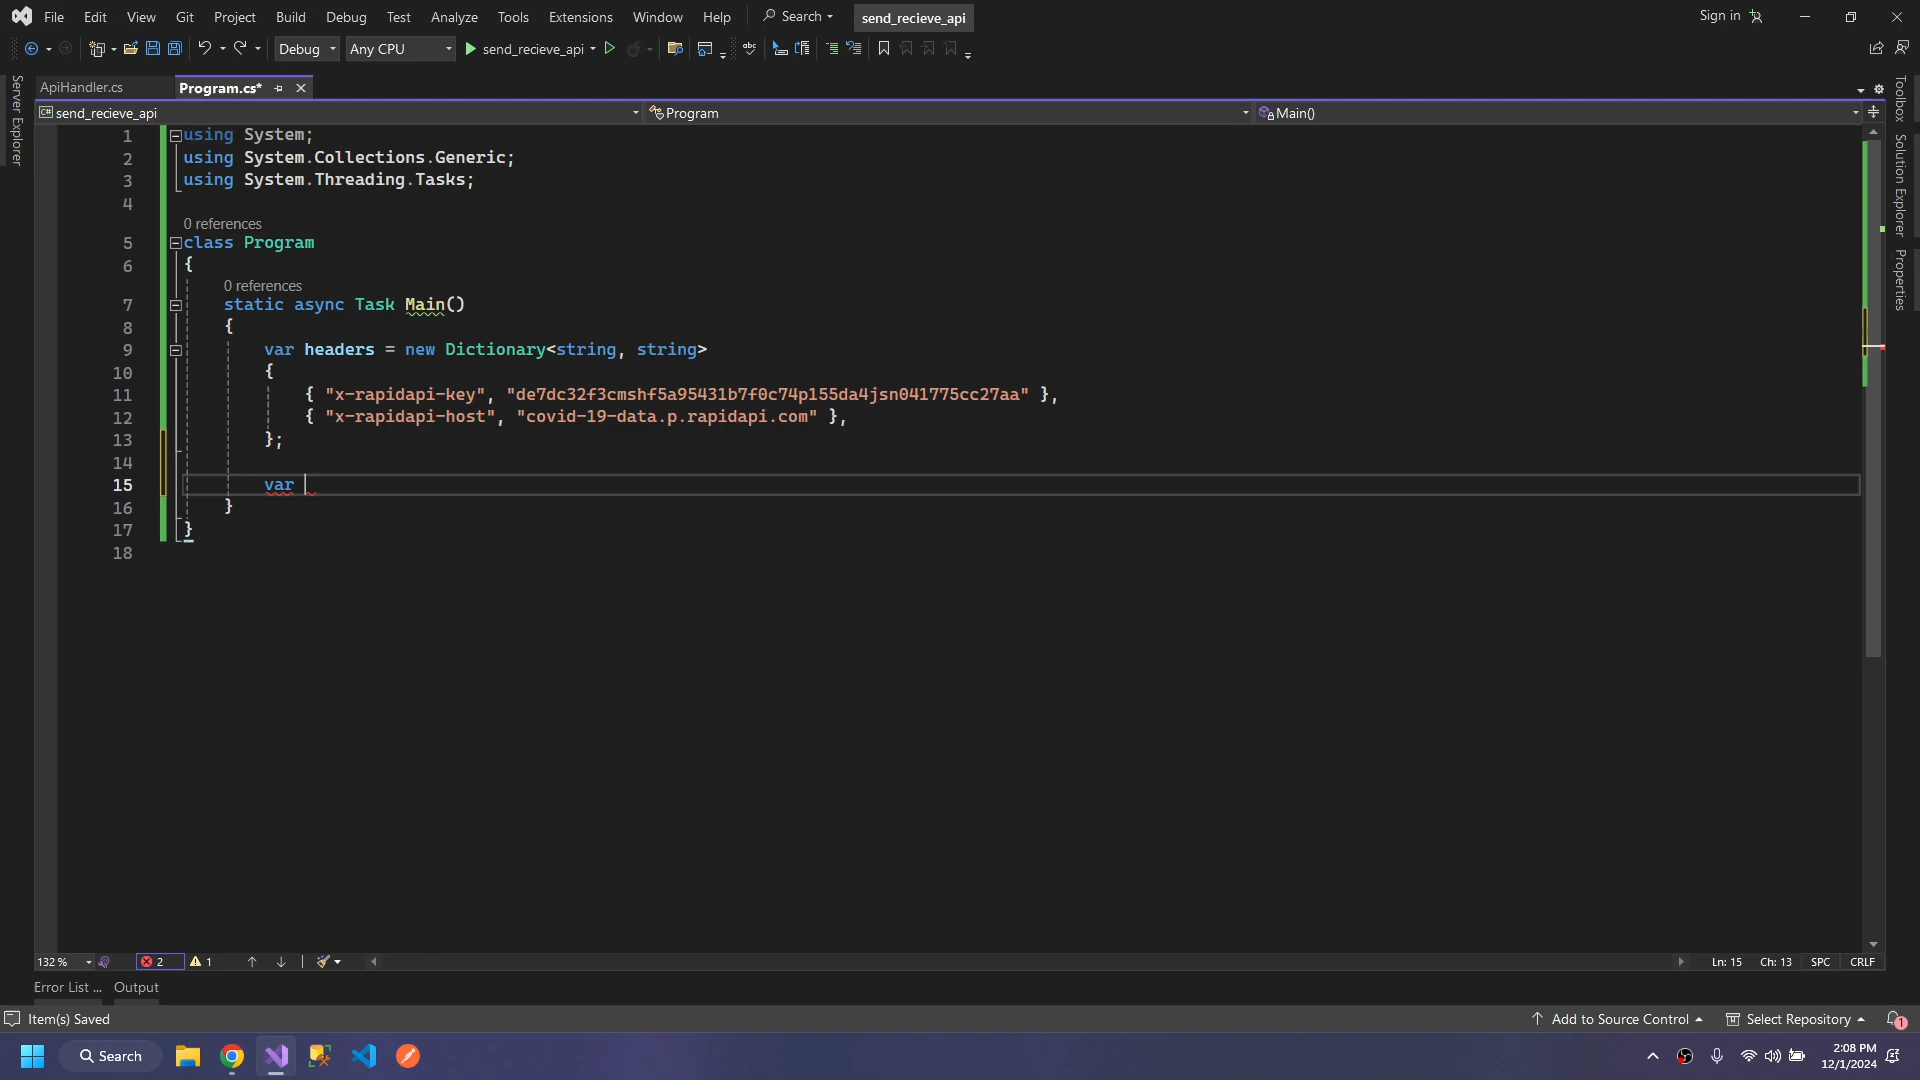 File Edit View Git Project Build Debug Test Analyze Tools Extensions Window Help Search send_recieve_api Sign in
Debug Any CPU send_recieve_api
ApiHandler.cs Program.cs*
send_recieve_api Program Main()
Server Explorer
Toolbox
Solution Explorer
Properties
1 using System;
2 using System.Collections.Generic;
3 using System.Threading.Tasks;
4
0 references
5 class Program
6 {
0 references
7 static async Task Main()
8 {
9 var headers = new Dictionary<string, string>
10 {
11 { "x-rapidapi-key", "de7dc32f3cmshf5a95431b7f0c74p155da4jsn041775cc27aa" },
12 { "x-rapidapi-host", "covid-19-data.p.rapidapi.com" },
13 };
14
15 var
16 }
17 }
18
132 % 2 1 Ln: 15 Ch: 13 SPC CRLF
Error List ... Output
Item(s) Saved Add to Source Control Select Repository 1
Search 2:08 PM
12/1/2024